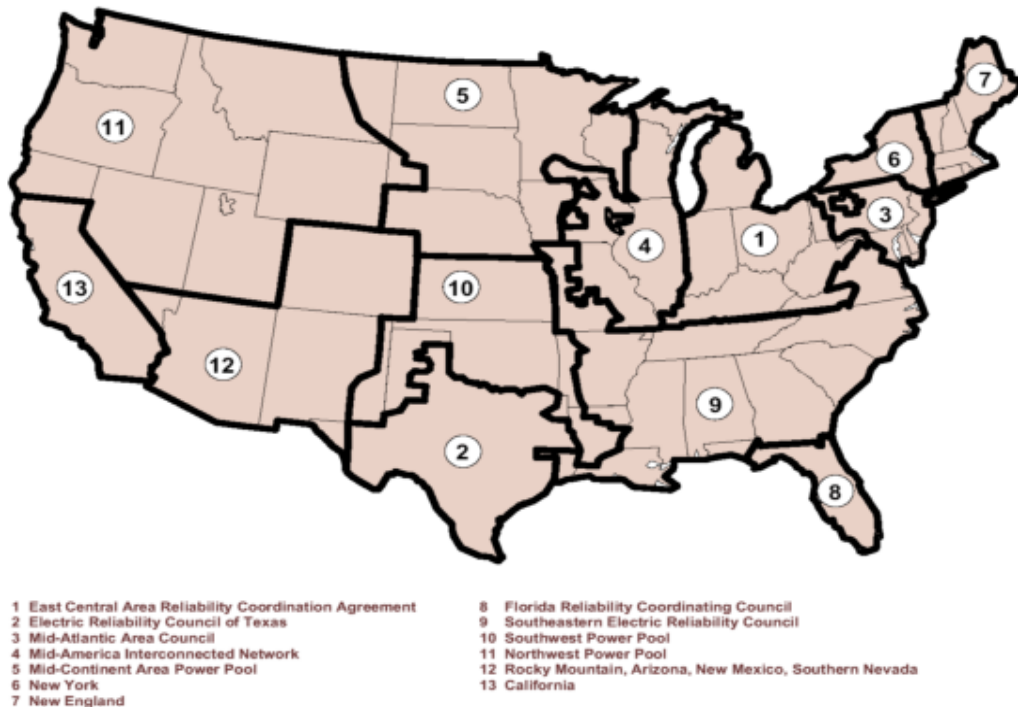 7
5
11
6
3
1
4
13
10
12
9
2
8
1 East Central Area Reliability Coordination Agreement
2 Electric Reliability Council of Texas
3 Mid-Atlantic Area Council
4 Mid-America Interconnected Network
5 Mid-Continent Area Power Pool
6 New York
7 New England
8 Florida Reliability Coordinating Council
9 Southeastern Electric Reliability Council
10 Southwest Power Pool
11 Northwest Power Pool
12 Rocky Mountain, Arizona, New Mexico, Southern Nevada
13 California